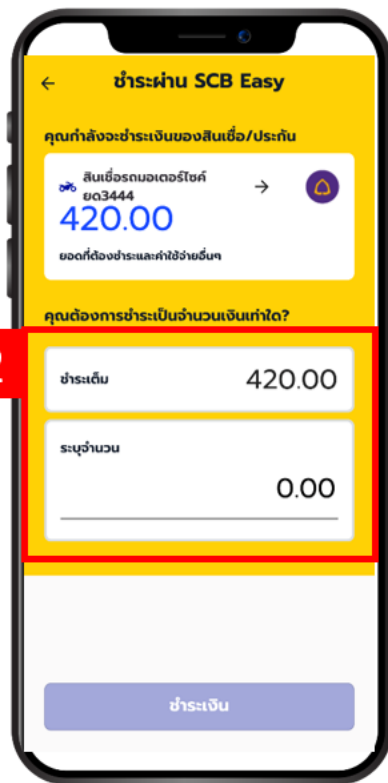 ชำระผ่าน SCB Easy
คุณกำลังจะชำระเงินของสินเชื่อ/ประกัน
สินเชื่อรถมอเตอร์ไซค์
ยด3444
420.00
ยอดที่ต้องชำระและค่าใช้จ่ายอื่นๆ
คุณต้องการชำระเป็นจำนวนเงินเท่าใด?
2
ชำระเต็ม 420.00
ระบุจำนวน
0.00
ชำระเงิน